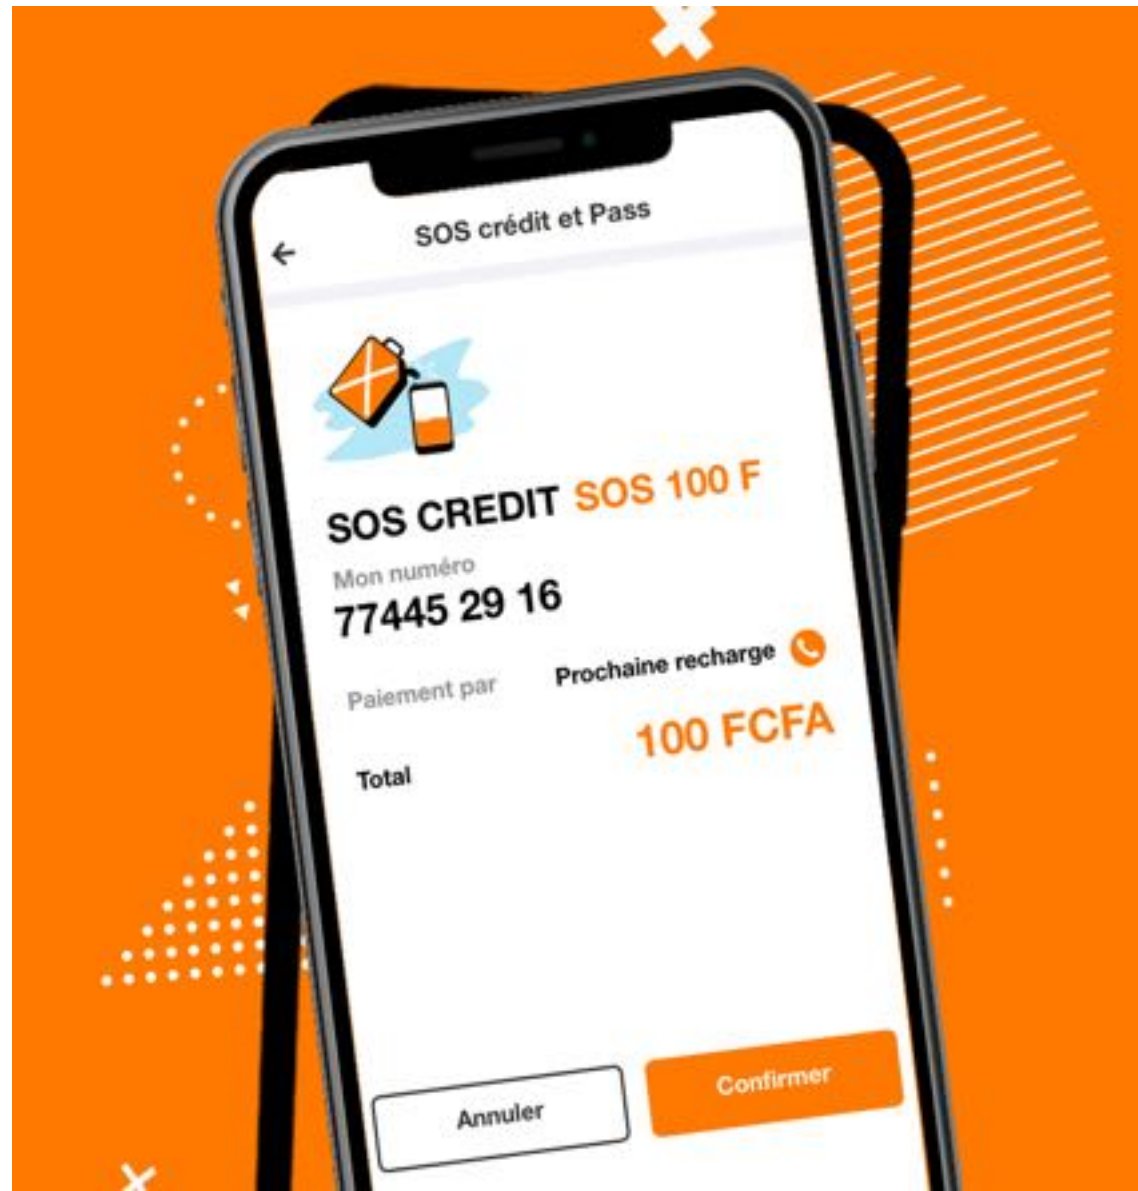 SOS crédit et Pass
SOS CREDIT SOS 100 F
Mon numéro
77445 29 16
Paiement par Prochaine recharge
Total 100 FCFA
Annuler Confirmer